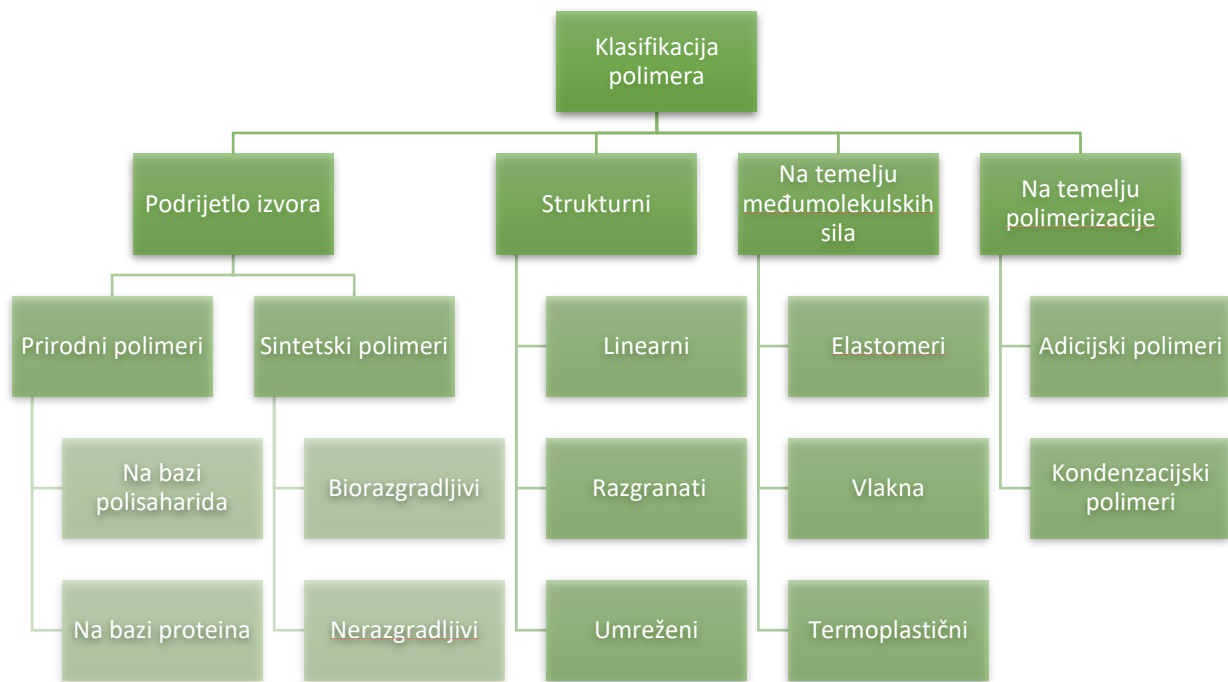 Klasifikacija
polimera
Podrijetlo izvora
Strukturni
Na temelju
međumolekulskih
sila
Na temelju
polimerizacije
Prirodni polimeri
Sintetski polimeri
Linearni
Elastomeri
Adicijski polimeri
Na bazi
polisaharida
Biorazgradljivi
Razgranati
Vlakna
Kondenzacijski
polimeri
Na bazi proteina
Nerazgradljivi
Umreženi
Termoplastični